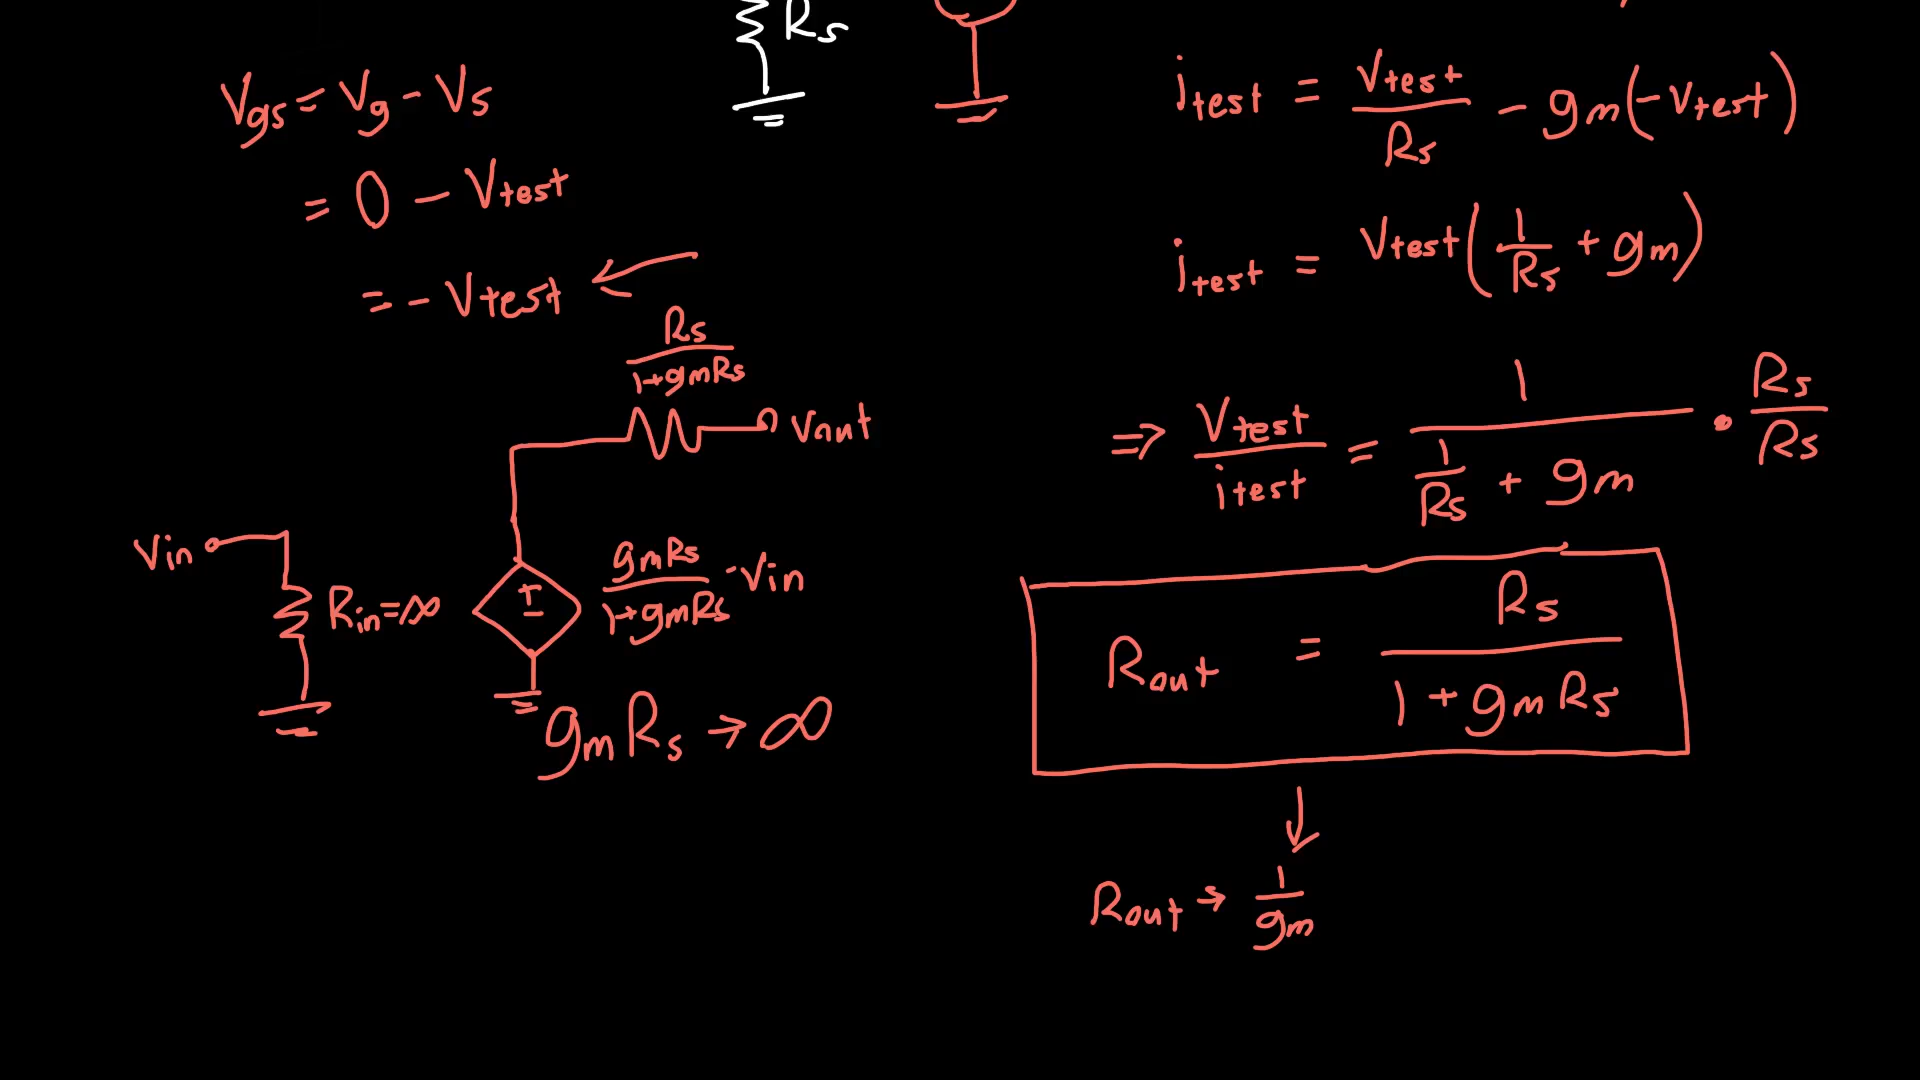 Rs
Vgs = Vg - Vs
= 0 - Vtest
= - Vtest
itest = Vtest/Rs - gm(-Vtest)
itest = Vtest(1/Rs + gm)
⇒ Vtest/itest = 1/(1/Rs + gm) · Rs/Rs
Rout = Rs/(1 + gmRs)
↓
Rout → 1/gm
Rs/(1+gmRs)
Vout
Vin
Rin=∞
+
-
gmRs/(1+gmRs) · Vin
gmRs → ∞